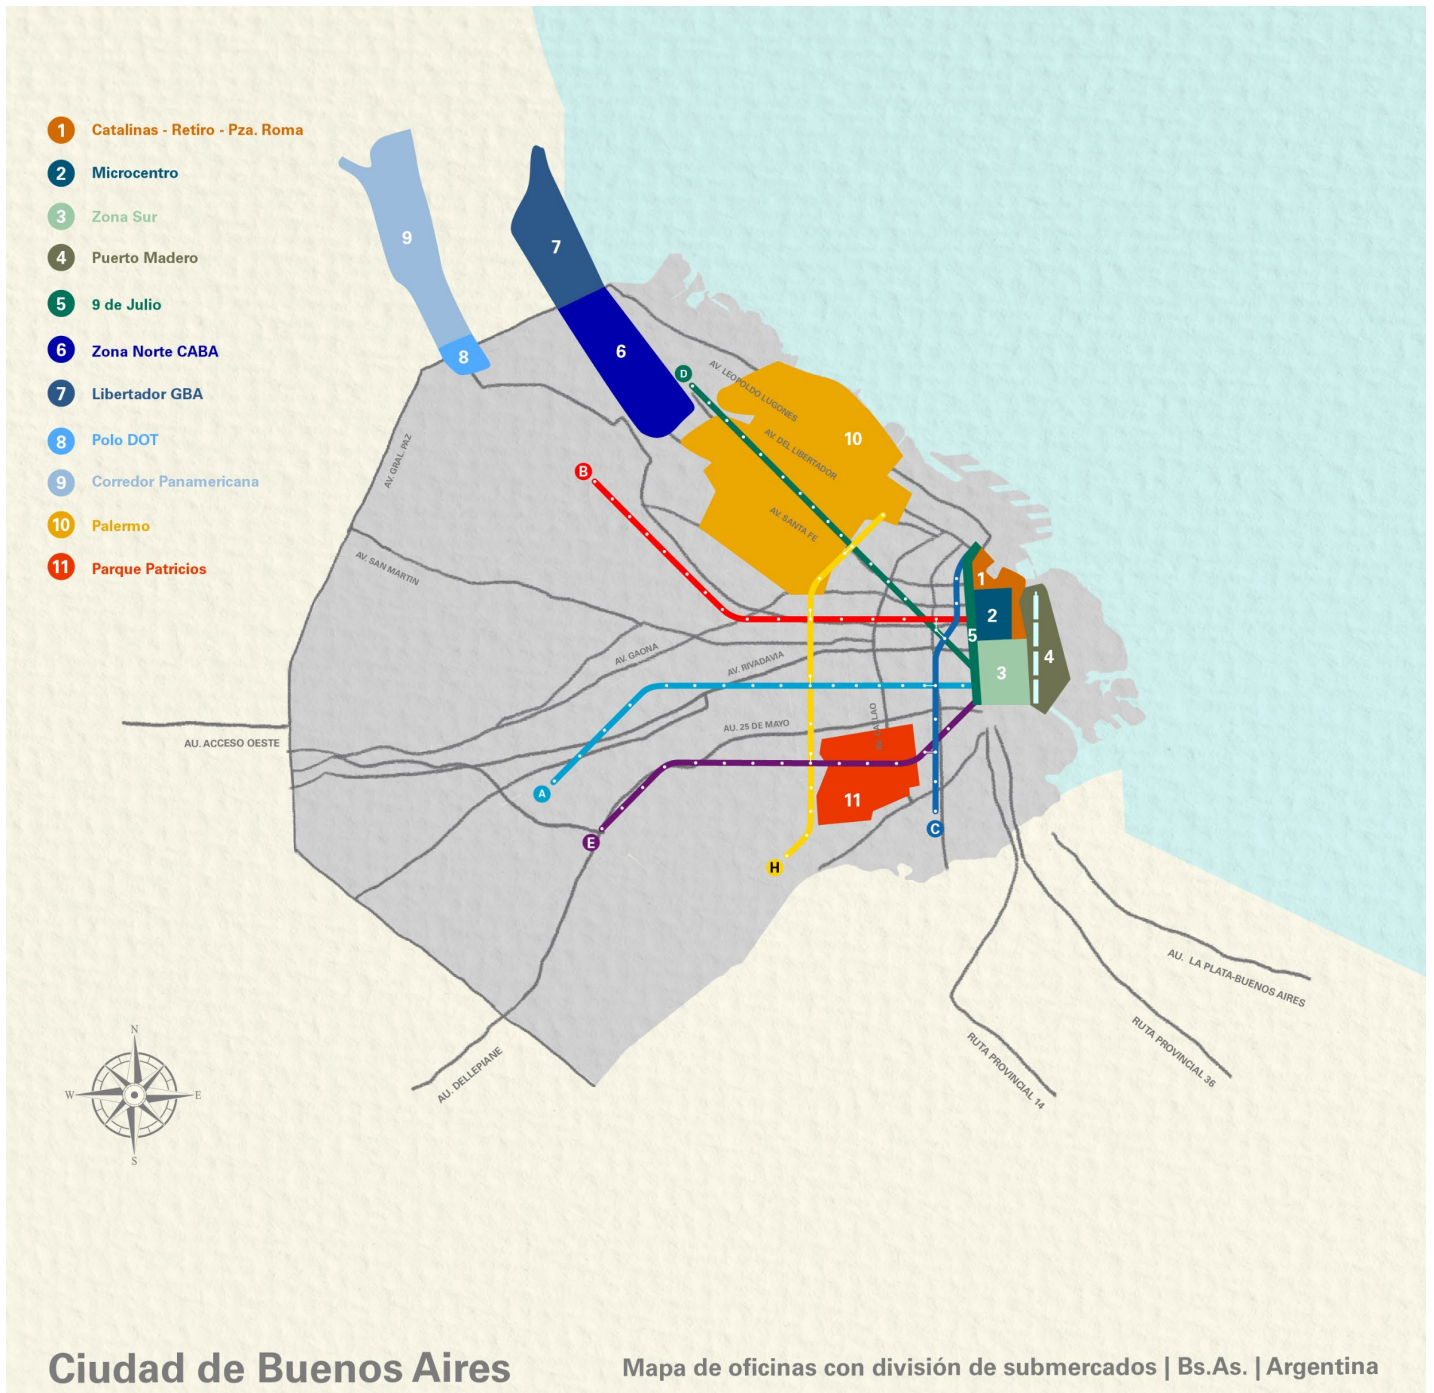 1 Catalinas - Retiro - Pza. Roma
2 Microcentro
3 Zona Sur
4 Puerto Madero
5 9 de Julio
6 Zona Norte CABA
7 Libertador GBA
8 Polo DOT
9 Corredor Panamericana
10 Palermo
11 Parque Patricios
9
7
6
8
D
AV. LEOPOLDO LUGONES
10
AV. DEL LIBERTADOR
AV. GRAL. PAZ
B
AV. SANTA FE
AV. SAN MARTIN
1
2
5
AV. GAONA
AV. RIVADAVIA
4
3
AU. 25 DE MAYO
AU. ACCESO OESTE
A
11
C
E
H
AU. LA PLATA-BUENOS AIRES
RUTA PROVINCIAL 36
RUTA PROVINCIAL 14
AU. DELLEPIANE
N
W
E
S
Ciudad de Buenos Aires
Mapa de oficinas con división de submercados | Bs.As. | Argentina